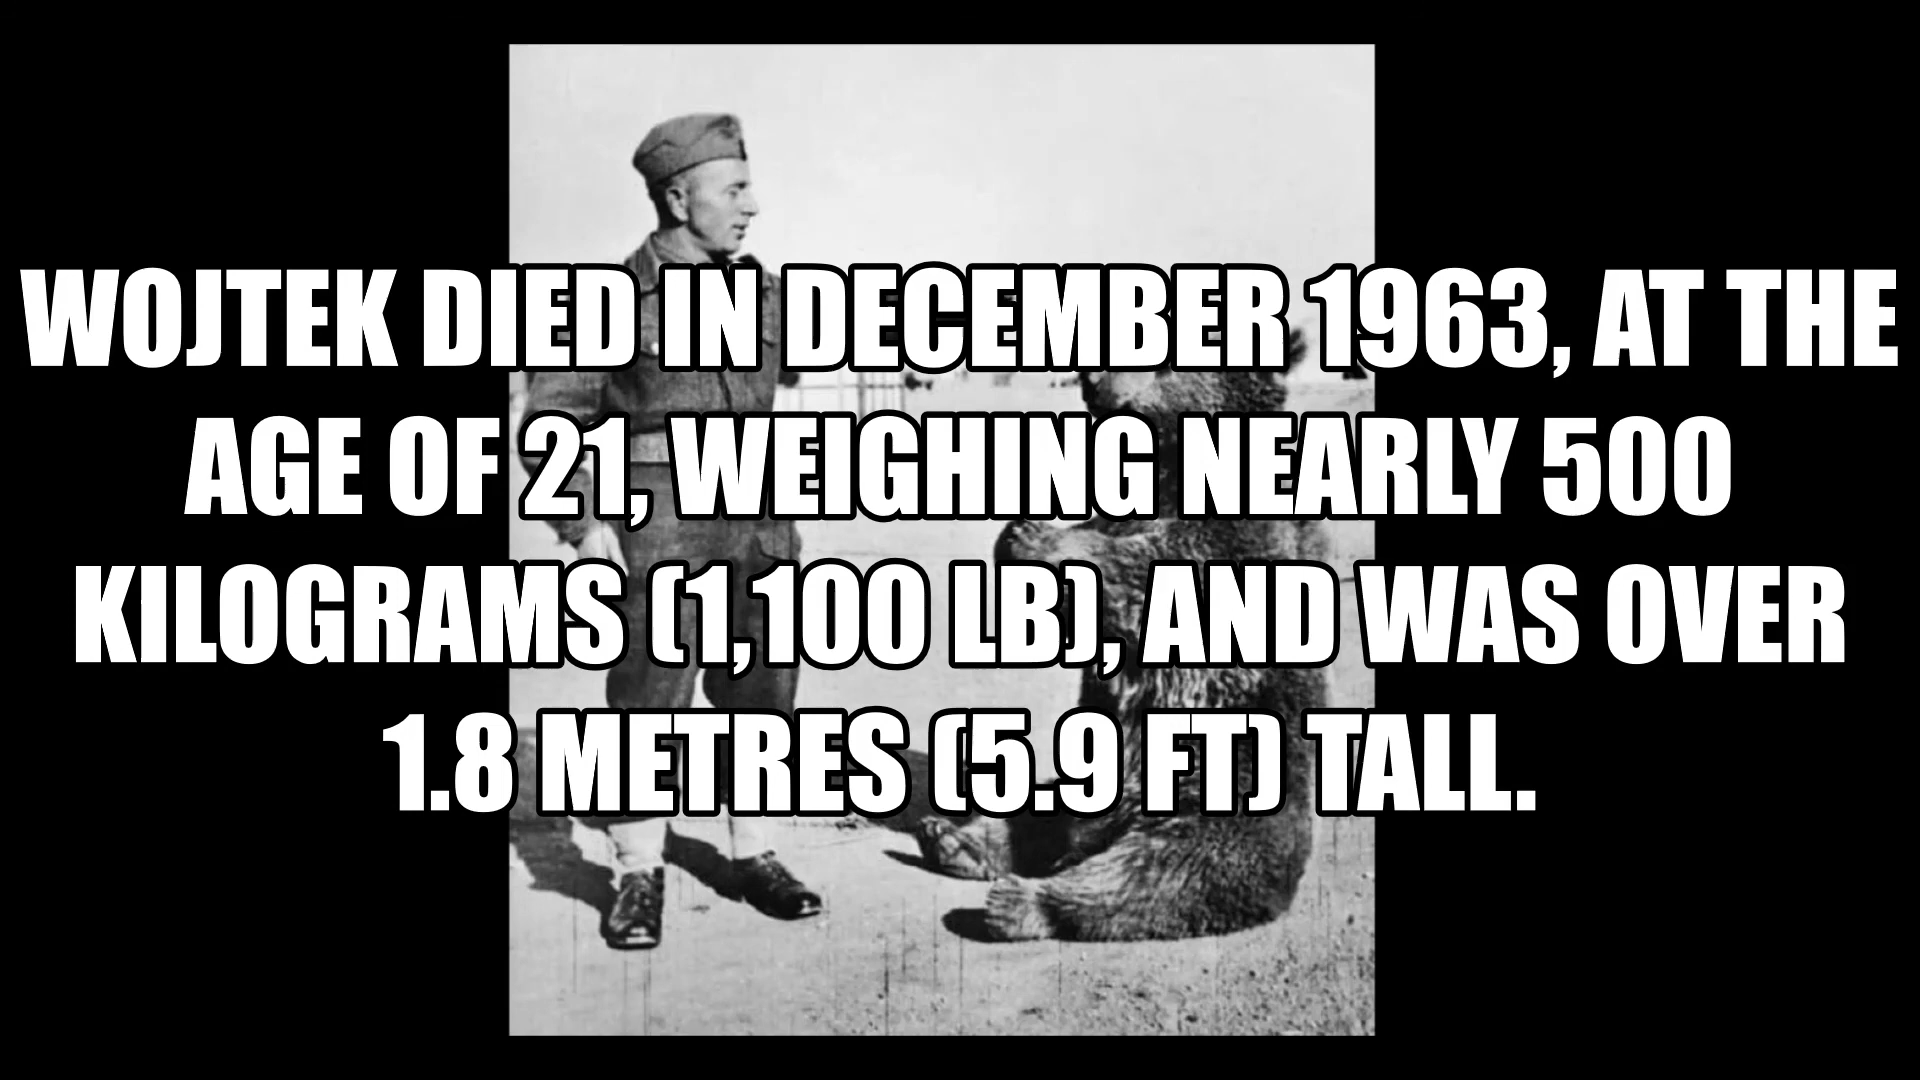 WOJTEK DIED IN DECEMBER 1963, AT THE
AGE OF 21, WEIGHING NEARLY 500
KILOGRAMS (1,100 LB), AND WAS OVER
1.8 METRES (5.9 FT) TALL.